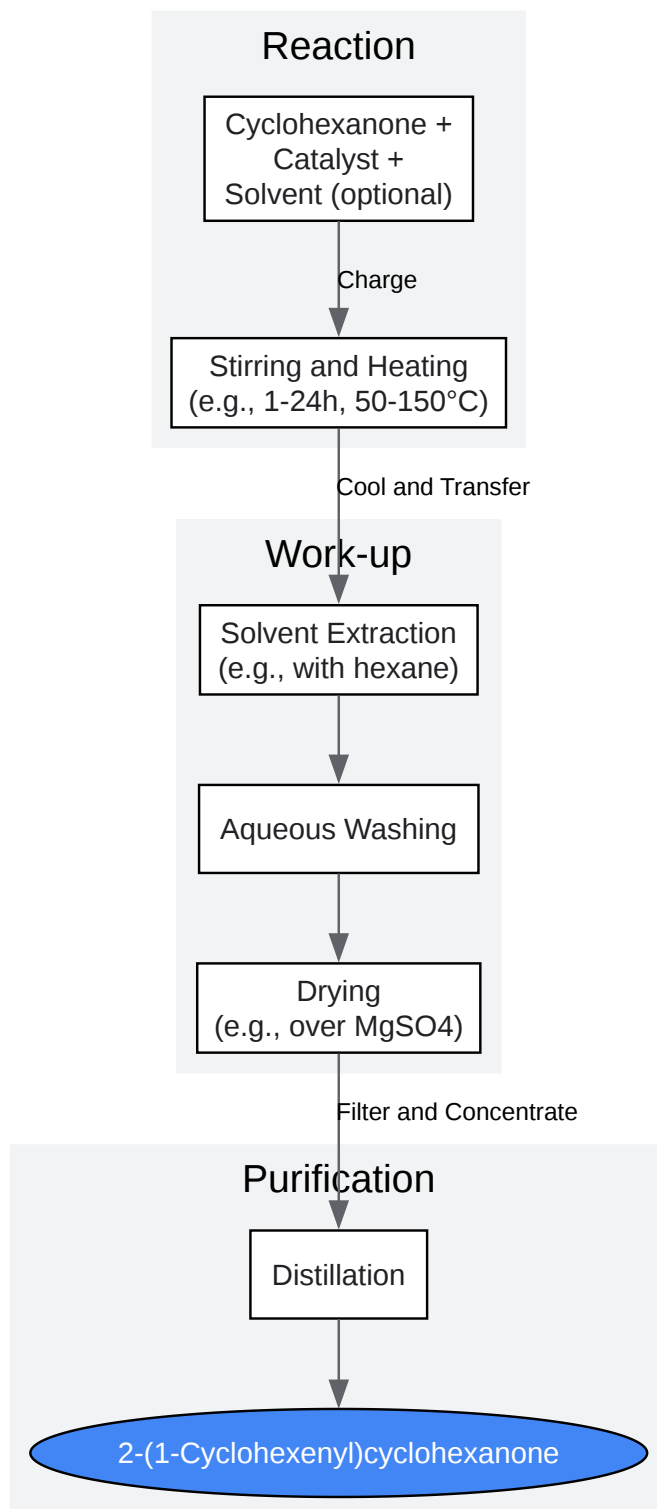 Reaction
Cyclohexanone +
Catalyst +
Solvent (optional)
Charge
Stirring and Heating
(e.g., 1-24h, 50-150°C)
Cool and Transfer
Work-up
Solvent Extraction
(e.g., with hexane)
Aqueous Washing
Drying
(e.g., over MgSO4)
Filter and Concentrate
Purification
Distillation
2-(1-Cyclohexenyl)cyclohexanone